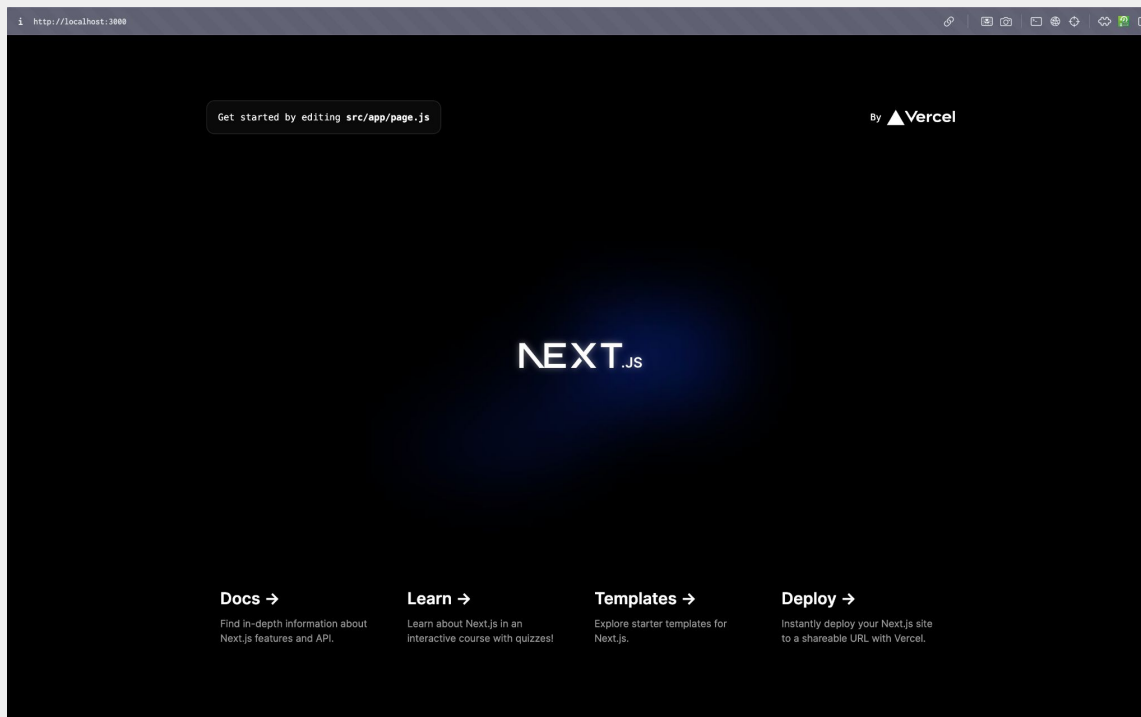 i http://localhost:3000
Get started by editing src/app/page.js
By Vercel
NEXT.JS
Docs →
Find in-depth information about
Next.js features and API.
Learn →
Learn about Next.js in an
interactive course with quizzes!
Templates →
Explore starter templates for
Next.js.
Deploy →
Instantly deploy your Next.js site
to a shareable URL with Vercel.